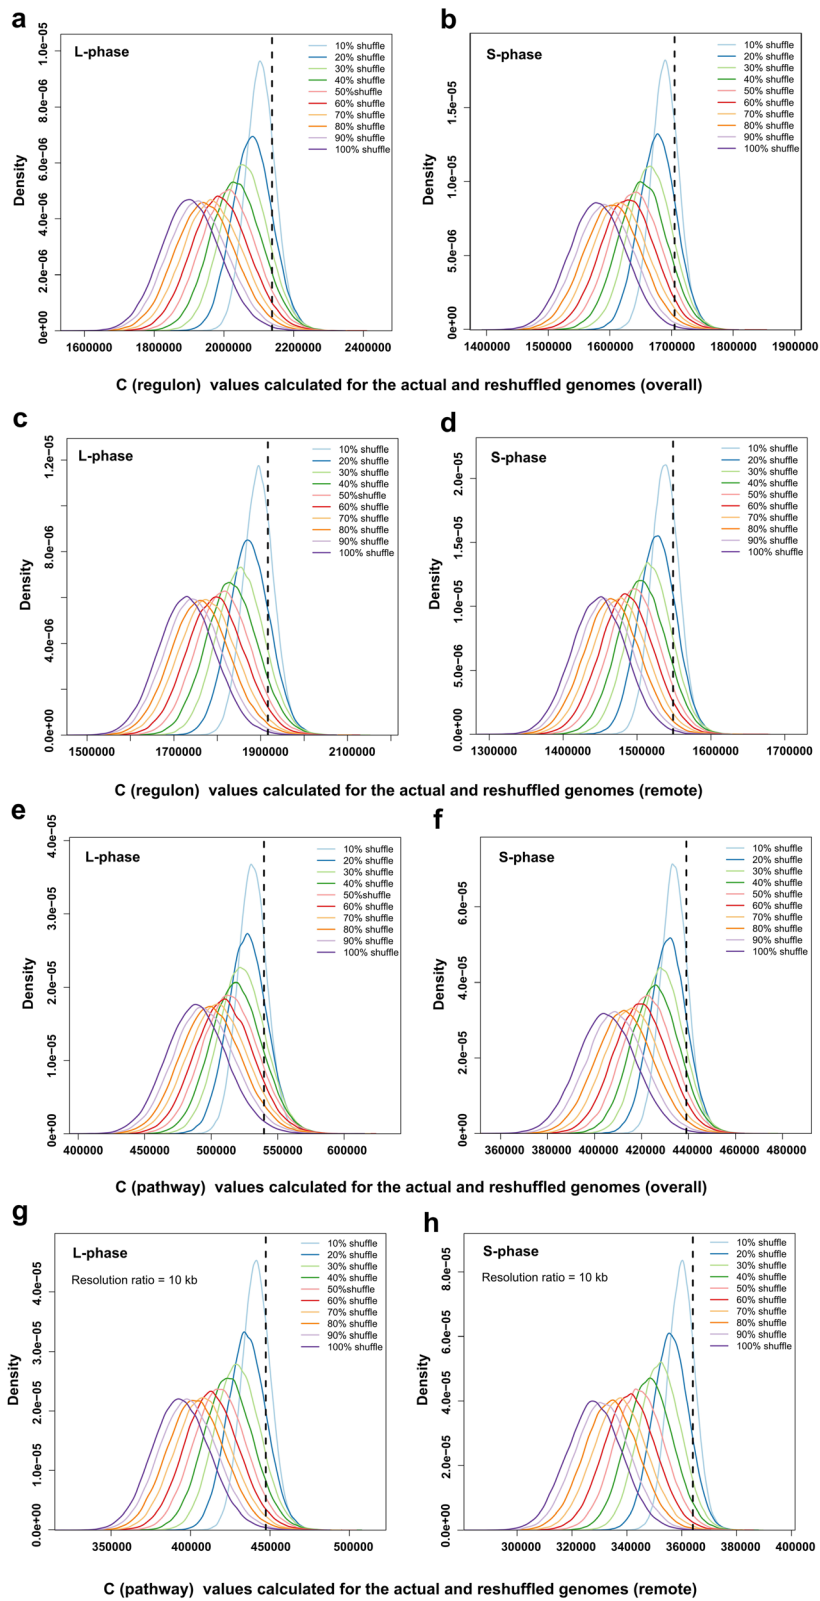 a
L-phase
10% shuffle
20% shuffle
30% shuffle
40% shuffle
50%shuffle
60% shuffle
70% shuffle
80% shuffle
90% shuffle
100% shuffle
Density
0e+00
2.0e-06
4.0e-06
6.0e-06
8.0e-06
1.0e-05
1600000 1800000 2000000 2200000 2400000
b
S-phase
10% shuffle
20% shuffle
30% shuffle
40% shuffle
50% shuffle
60% shuffle
70% shuffle
80% shuffle
90% shuffle
100% shuffle
Density
0e+00
5.0e-06
1.0e-05
1.5e-05
1400000 1500000 1600000 1700000 1800000 1900000
C (regulon) values calculated for the actual and reshuffled genomes (overall)
c
L-phase
10% shuffle
20% shuffle
30% shuffle
40% shuffle
50%shuffle
60% shuffle
70% shuffle
80% shuffle
90% shuffle
100% shuffle
Density
0.0e+00
4.0e-06
8.0e-06
1.2e-05
1500000 1700000 1900000 2100000
d
S-phase
10% shuffle
20% shuffle
30% shuffle
40% shuffle
50% shuffle
60% shuffle
70% shuffle
80% shuffle
90% shuffle
100% shuffle
Density
0.0e+00
5.0e-06
1.0e-05
1.5e-05
2.0e-05
1300000 1400000 1500000 1600000 1700000
C (regulon) values calculated for the actual and reshuffled genomes (remote)
e
L-phase
10% shuffle
20% shuffle
30% shuffle
40% shuffle
50%shuffle
60% shuffle
70% shuffle
80% shuffle
90% shuffle
100% shuffle
Density
0.0e+00
1.0e-05
2.0e-05
3.0e-05
4.0e-05
400000 450000 500000 550000 600000
f
S-phase
10% shuffle
20% shuffle
30% shuffle
40% shuffle
50% shuffle
60% shuffle
70% shuffle
80% shuffle
90% shuffle
100% shuffle
Density
0e+00
2.0e-05
4.0e-05
6.0e-05
360000 380000 400000 420000 440000 460000 480000
C (pathway) values calculated for the actual and reshuffled genomes (overall)
g
L-phase
Resolution ratio = 10 kb
10% shuffle
20% shuffle
30% shuffle
40% shuffle
50%shuffle
60% shuffle
70% shuffle
80% shuffle
90% shuffle
100% shuffle
Density
0.0e+00
1.0e-05
2.0e-05
3.0e-05
4.0e-05
350000 400000 450000 500000
h
S-phase
Resolution ratio = 10 kb
10% shuffle
20% shuffle
30% shuffle
40% shuffle
50% shuffle
60% shuffle
70% shuffle
80% shuffle
90% shuffle
100% shuffle
Density
0.0e+00
2.0e-05
4.0e-05
6.0e-05
8.0e-05
300000 320000 340000 360000 380000 400000
C (pathway) values calculated for the actual and reshuffled genomes (remote)